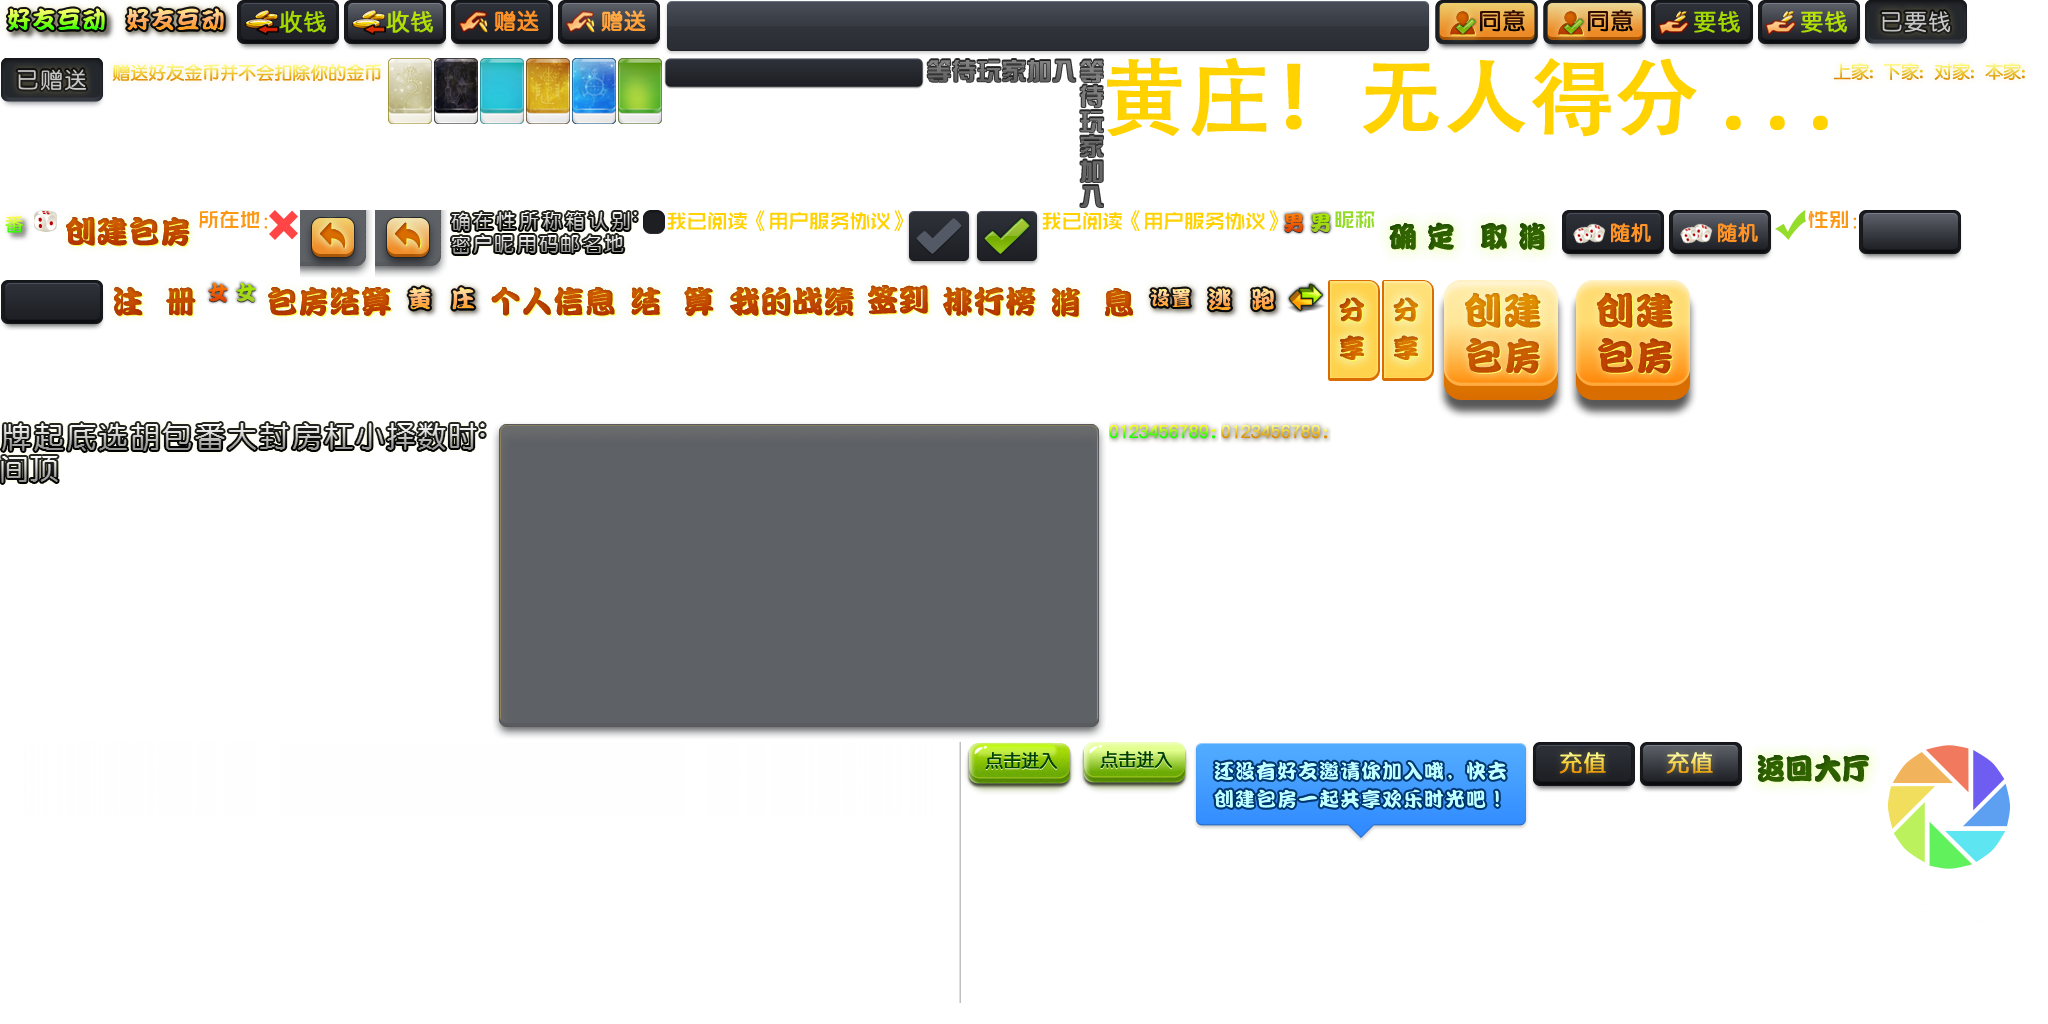 好友互动 好友互动 收钱 收钱 赠送 赠送 同意 同意 要钱 要钱 已要钱
已赠送 赠送好友金币并不会扣除你的金币 等待玩家加入 等待玩家加入 黄庄！无人得分... 上家: 下家: 对家: 本家:
番 创建包房 所在地: 确在性所称箱认别: 我已阅读《用户服务协议》 我已阅读《用户服务协议》 男 男 昵称 确定 取消 随机 随机 性别:
密户昵用码邮名地
注 册 女 女 包房结算 黄 庄 个人信息 结 算 我的战绩 签到 排行榜 消 息 设置 逃 跑 分享 分享 创建包房 创建包房
牌起底选胡包番大封房杠小择数时: 0123456789: 0123456789:
间顶
点击进入 点击进入 还没有好友邀请你加入哦，快去 充值 充值 返回大厅
创建包房一起共享欢乐时光吧！